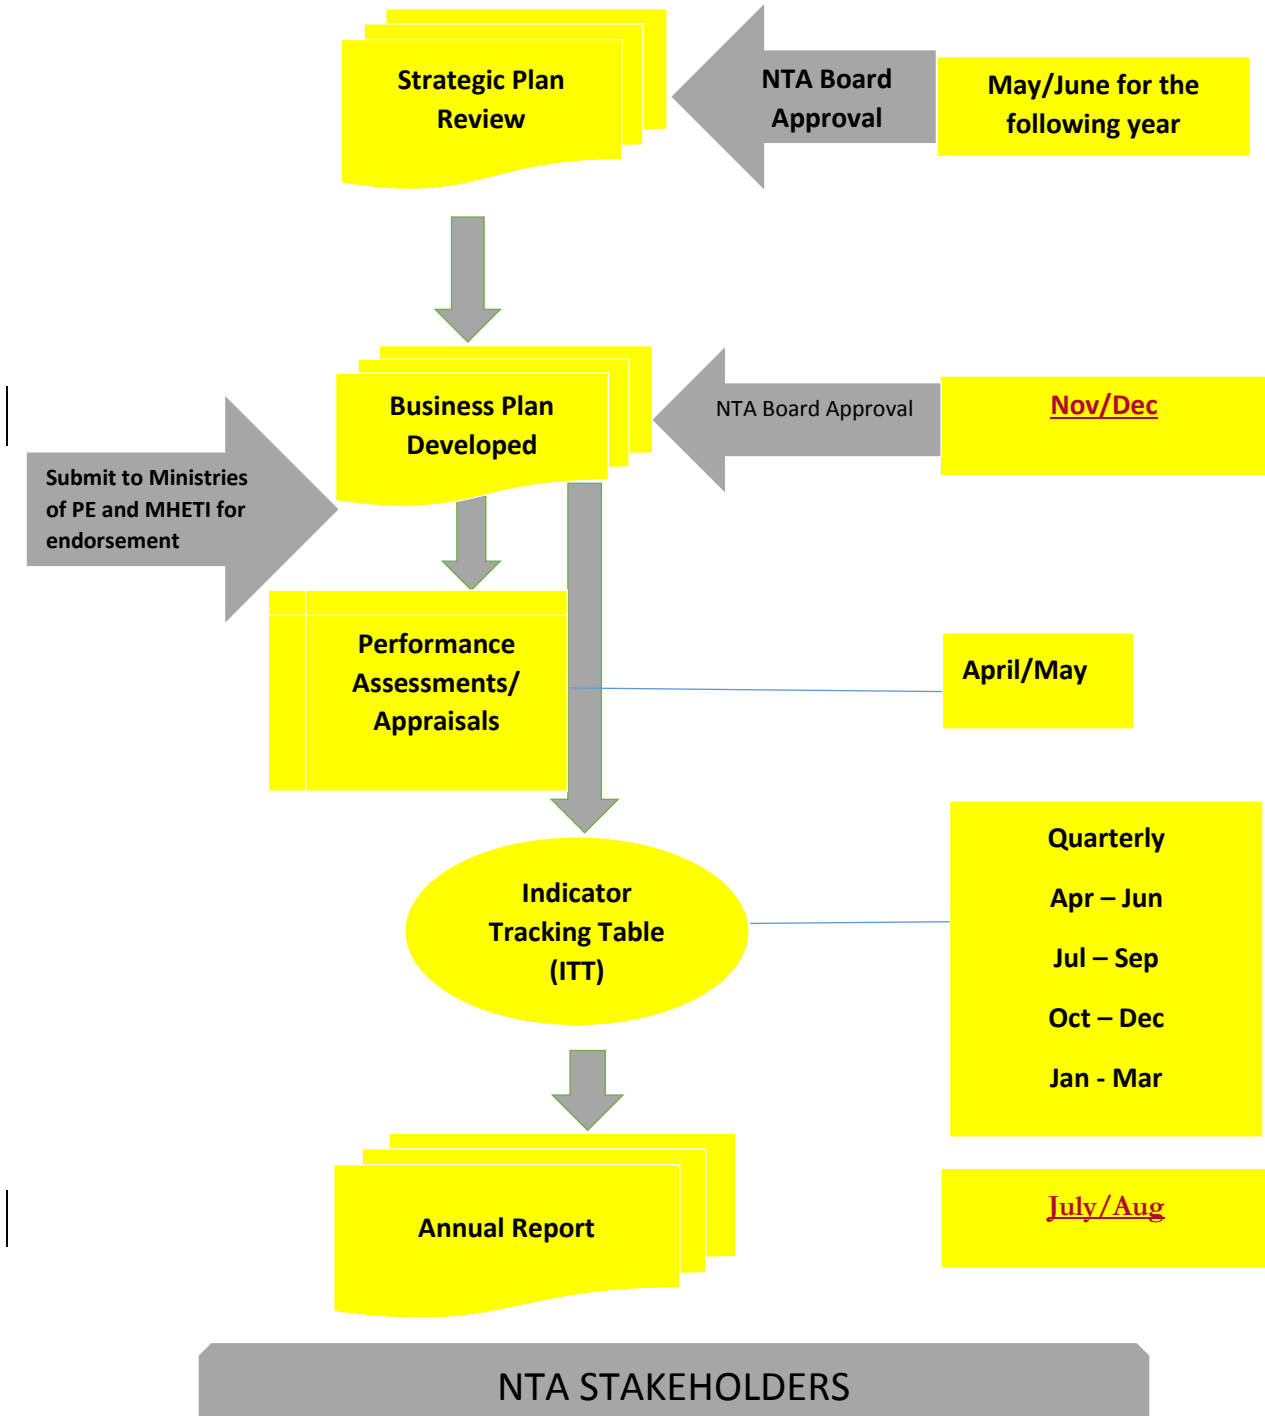 Strategic Plan
Review
NTA Board
Approval
May/June for the
following year
Business Plan
Developed
NTA Board Approval
Nov/Dec
Submit to Ministries
of PE and MHETI for
endorsement
Performance
Assessments/
Appraisals
April/May
Indicator
Tracking Table
(ITT)
Quarterly
Apr – Jun
Jul – Sep
Oct – Dec
Jan - Mar
Annual Report
July/Aug
NTA STAKEHOLDERS